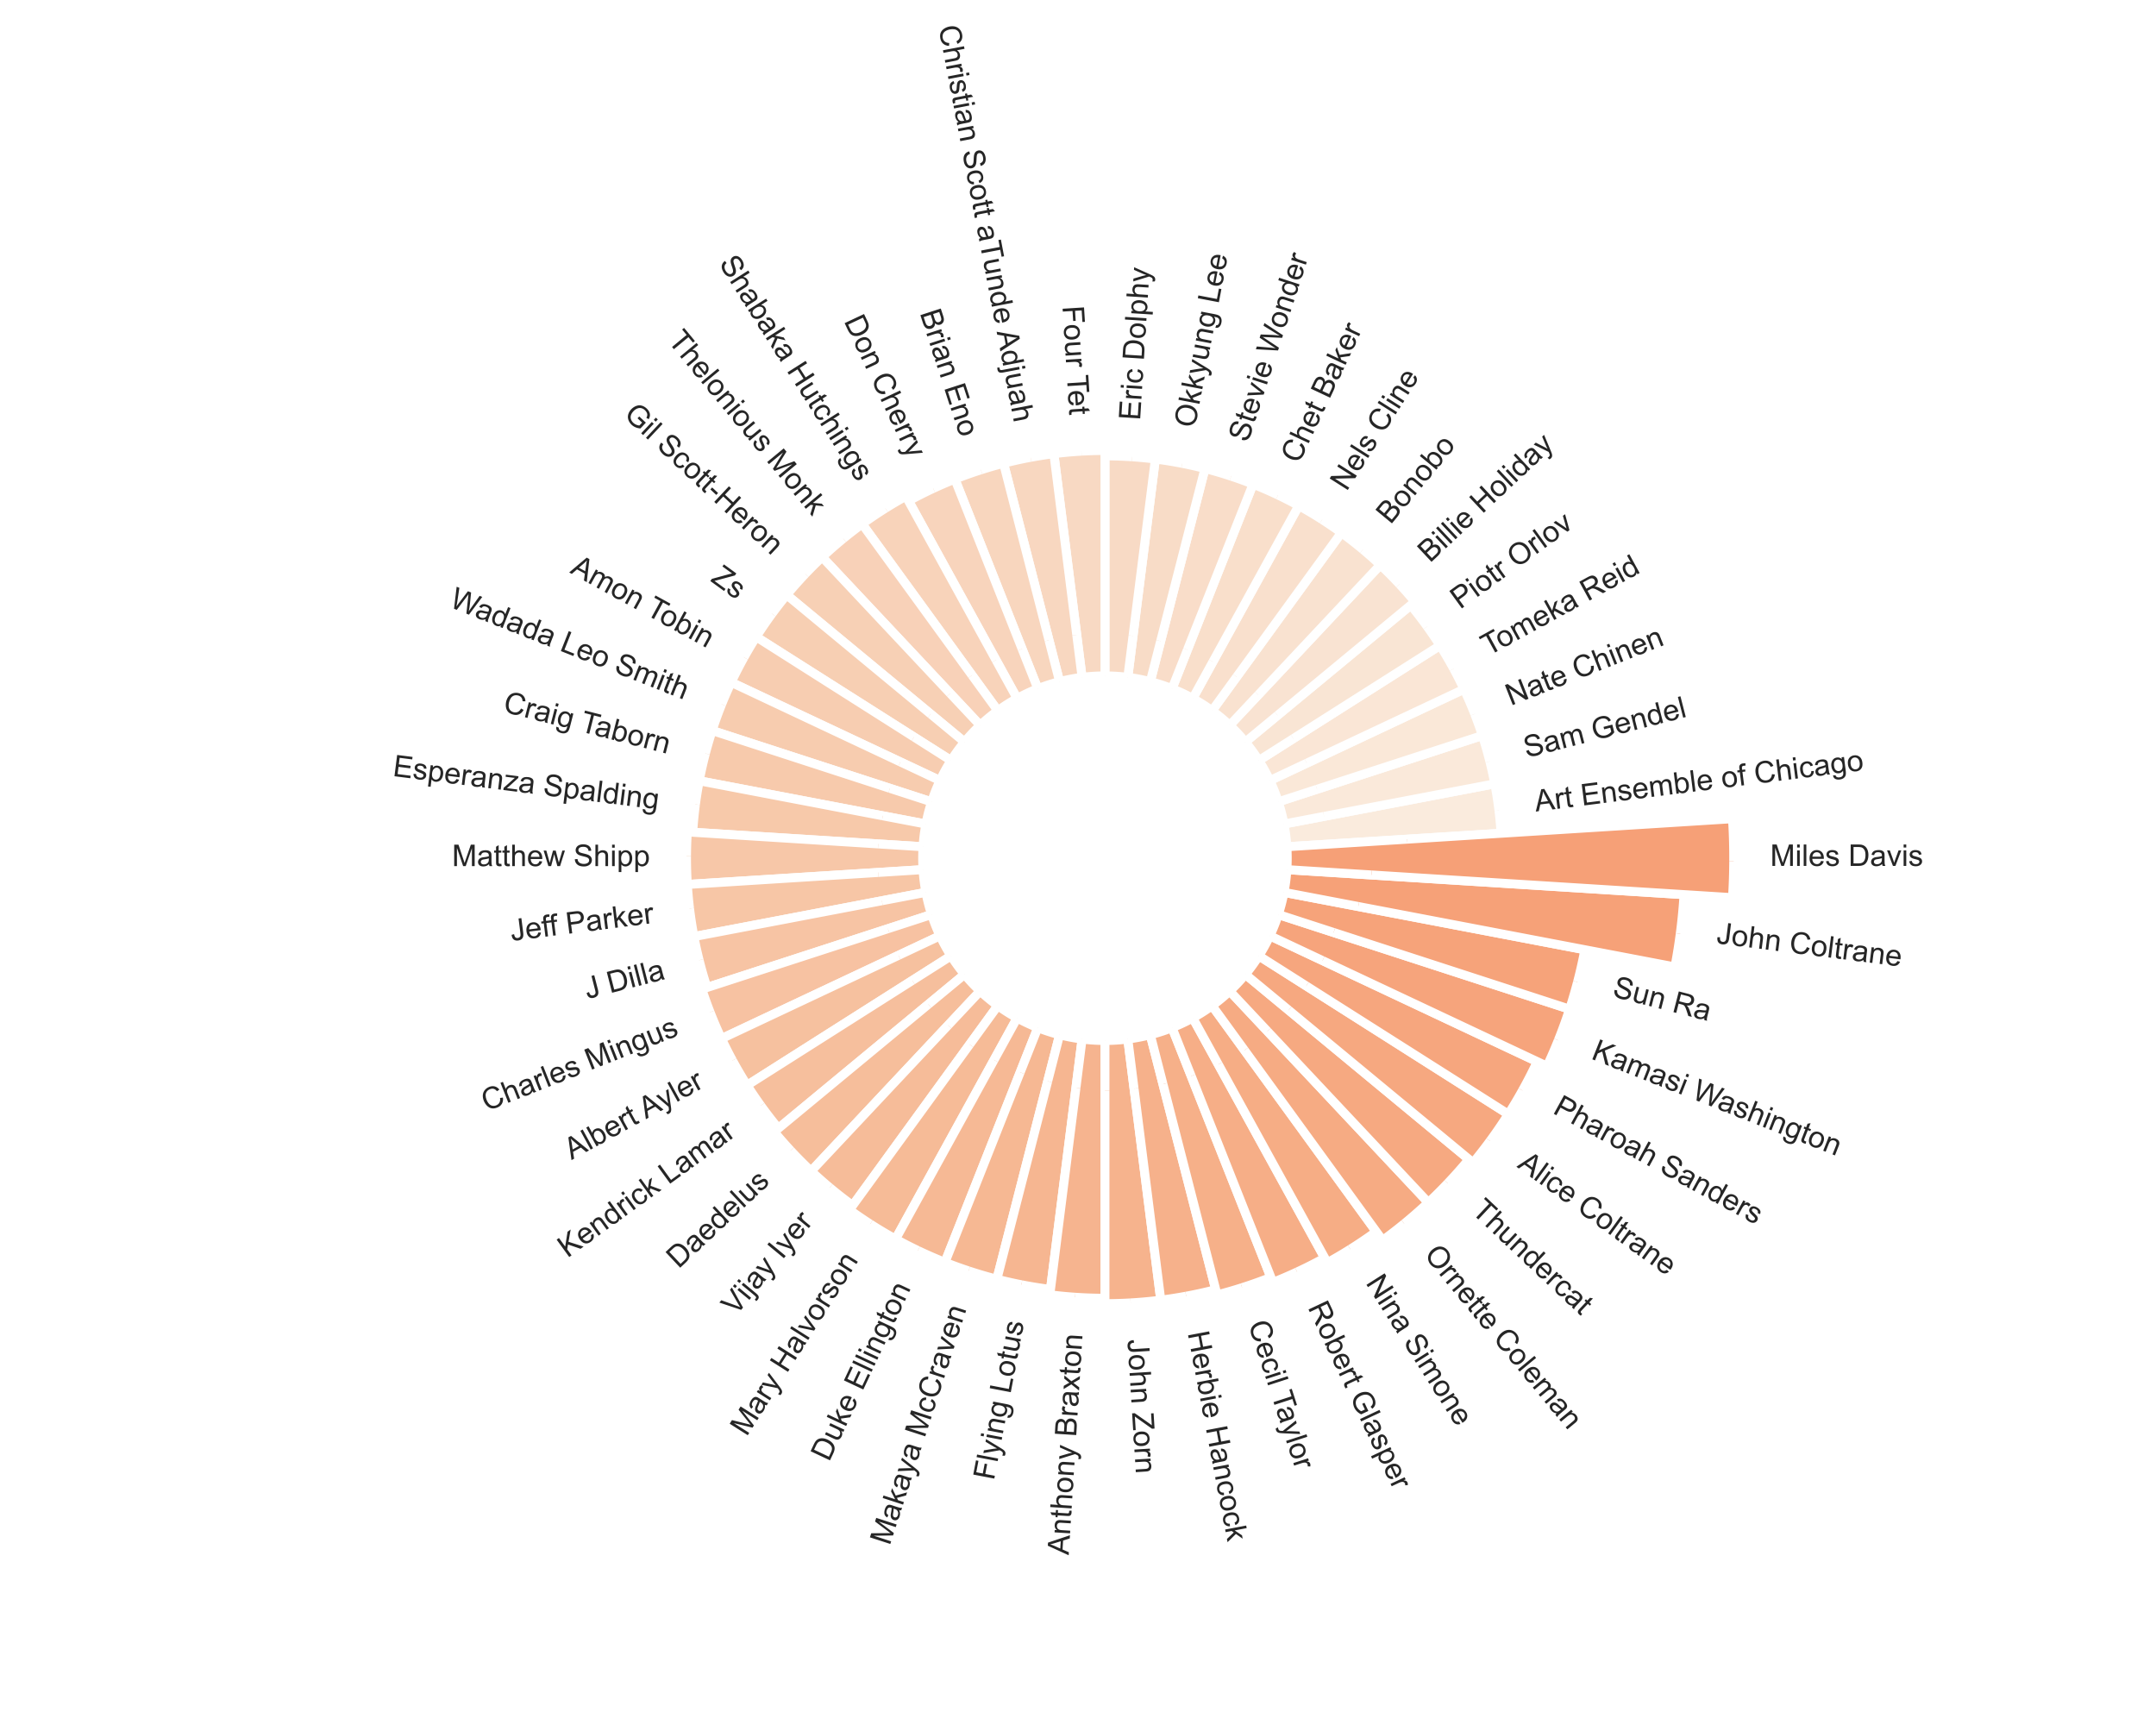 Miles Davis
John Coltrane
Sun Ra
Kamasi Washington
Pharoah Sanders
Alice Coltrane
Thundercat
Ornette Coleman
Nina Simone
Robert Glasper
Cecil Taylor
Herbie Hancock
John Zorn
Anthony Braxton
Flying Lotus
Makaya McCraven
Duke Ellington
Mary Halvorson
Vijay Iyer
Daedelus
Kendrick Lamar
Albert Ayler
Charles Mingus
J Dilla
Jeff Parker
Matthew Shipp
Esperanza Spalding
Craig Taborn
Wadada Leo Smith
Amon Tobin
Zs
Gil Scott-Heron
Thelonious Monk
Shabaka Hutchings
Don Cherry
Brian Eno
Christian Scott aTunde Adjuah
Four Tet
Eric Dolphy
Okkyung Lee
Stevie Wonder
Chet Baker
Nels Cline
Bonobo
Billie Holiday
Piotr Orlov
Tomeka Reid
Nate Chinen
Sam Gendel
Art Ensemble of Chicago